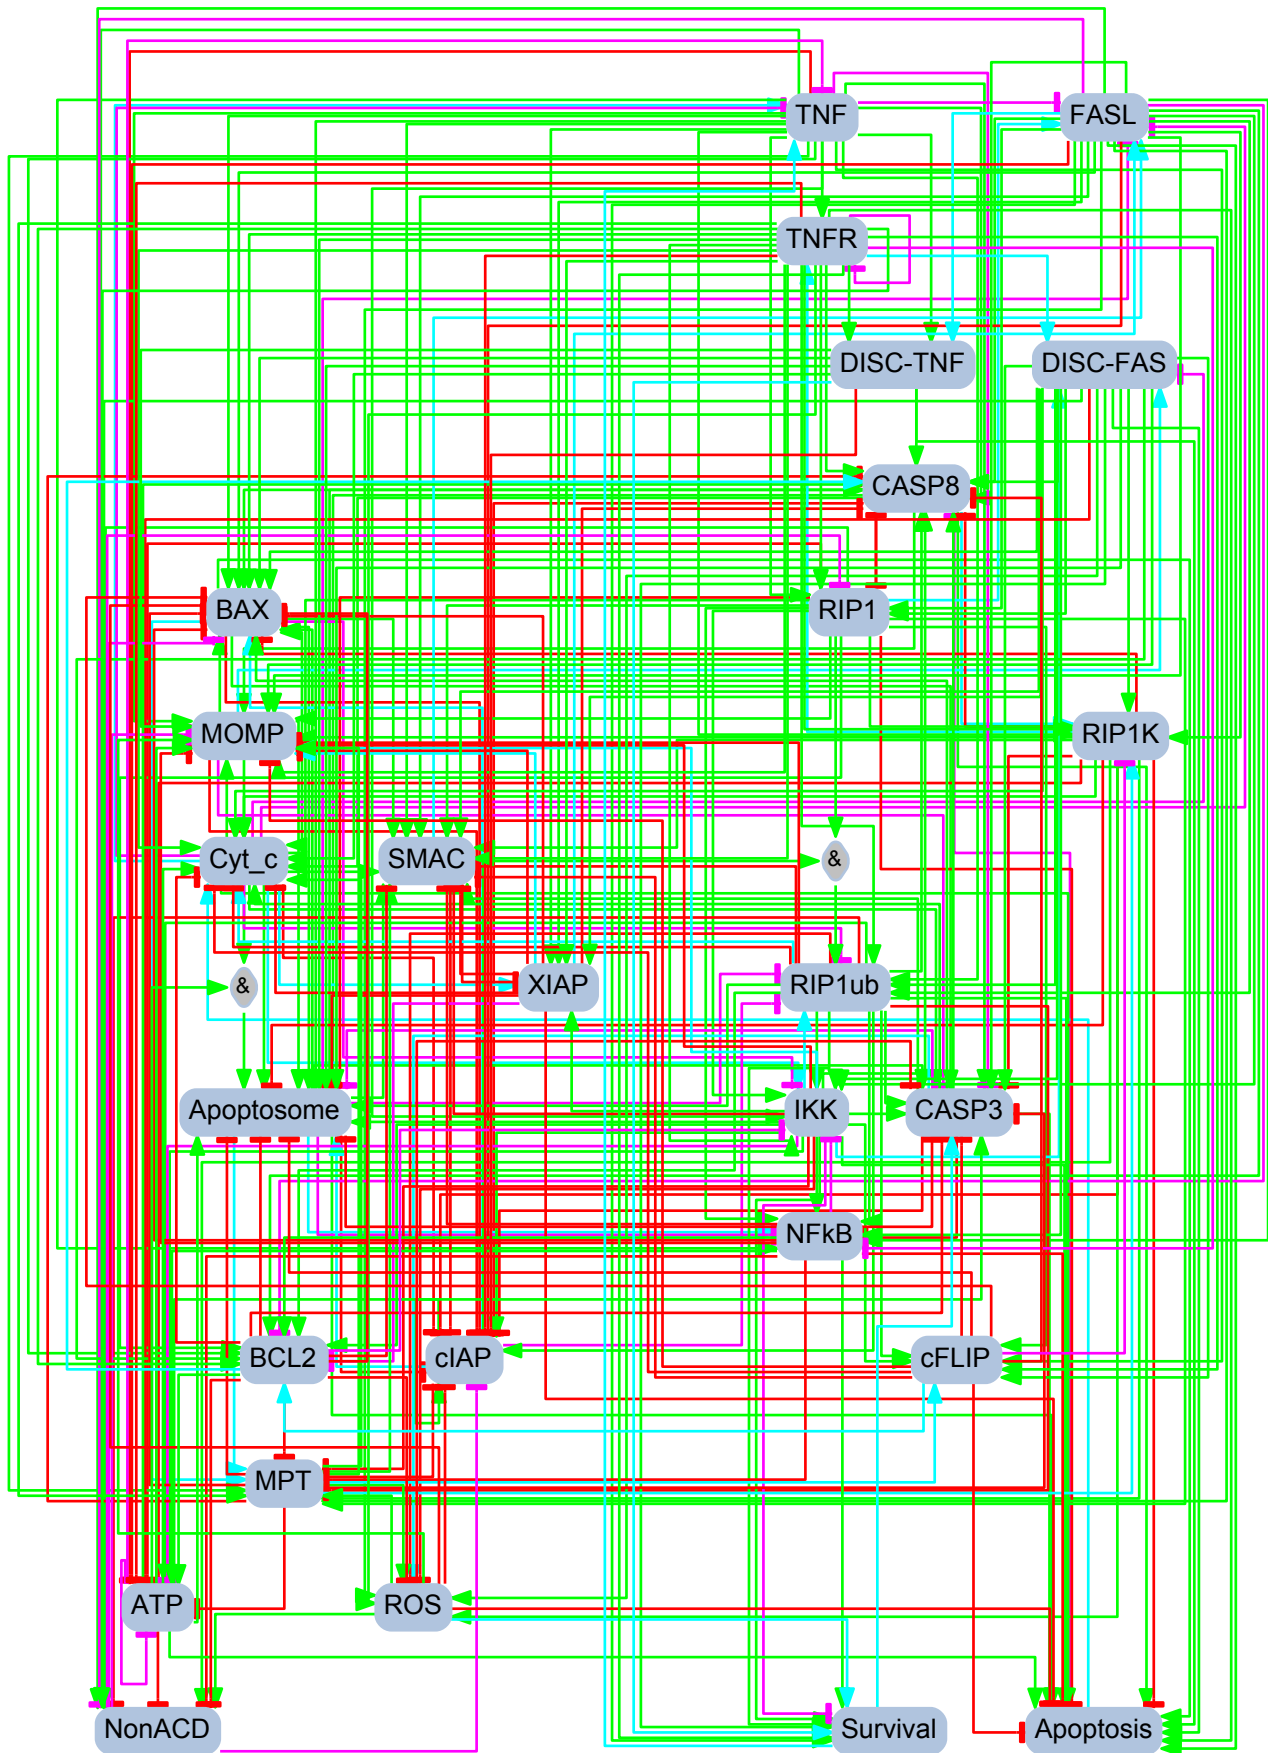 TNF FASL
TNFR
DISC-TNF DISC-FAS
CASP8
BAX RIP1
MOMP RIP1K
Cyt_c SMAC &
& XIAP RIP1ub
Apoptosome IKK CASP3
NFkB
BCL2 cIAP cFLIP
MPT
ATP ROS
NonACD Survival Apoptosis